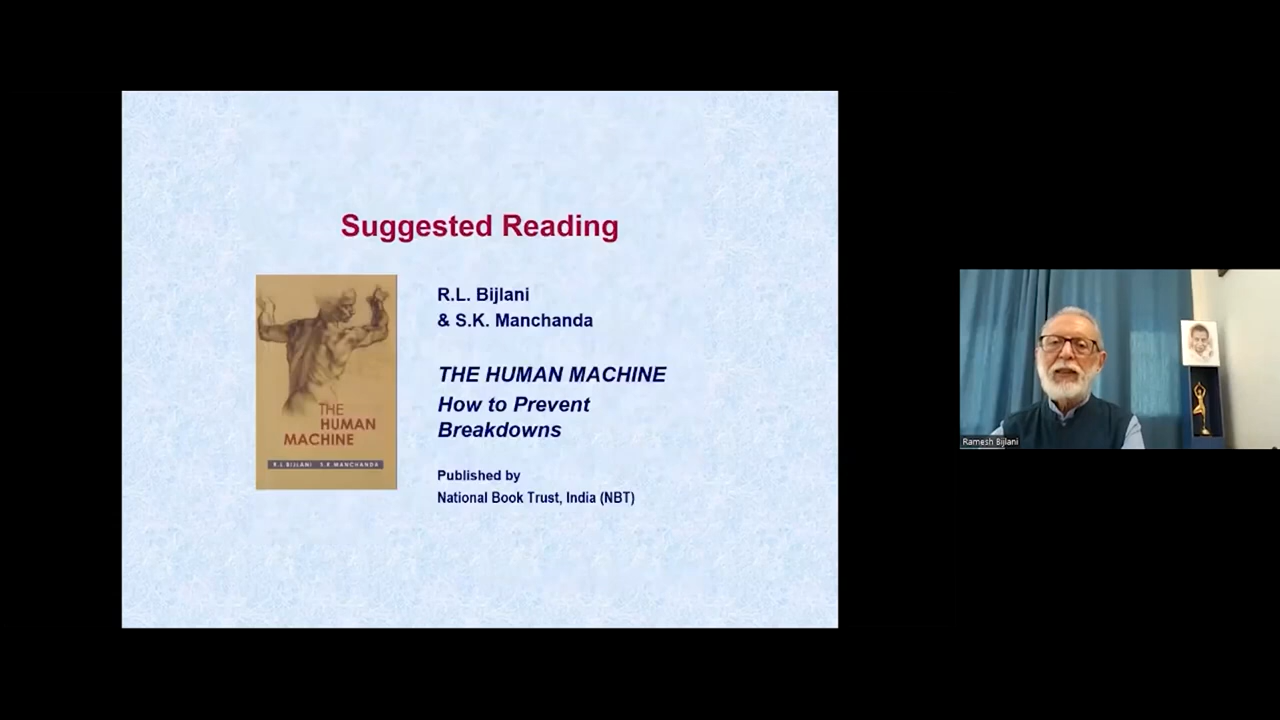 Suggested Reading
THE
HUMAN
MACHINE
R.L BIJLANI S.K.MANCHANDA
R.L. Bijlani
& S.K. Manchanda
THE HUMAN MACHINE
How to Prevent
Breakdowns
Published by
National Book Trust, India (NBT)
Ramesh Bijlani